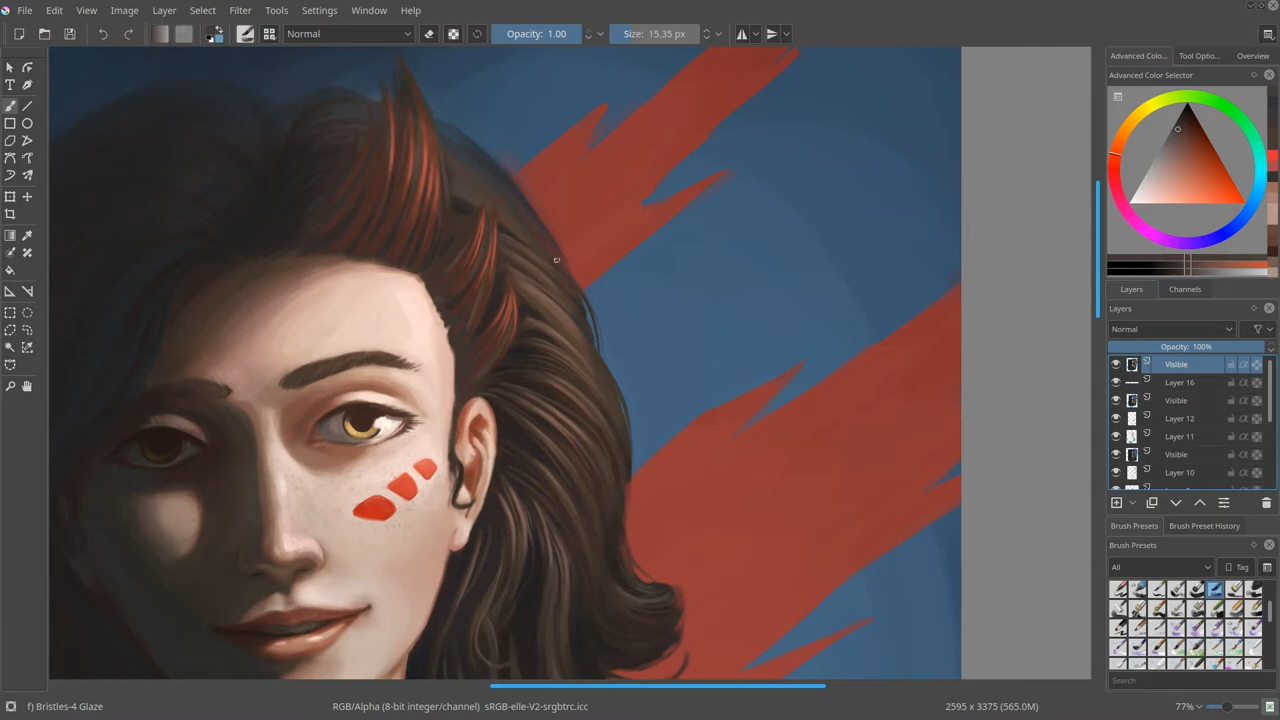 File Edit View Image Layer Select Filter Tools Settings Window Help
Normal Opacity: 1.00 Size: 15.35 px
Advanced Colo... Tool Optio... Overview
Advanced Color Selector
Layers Channels
Layers
Normal
Opacity: 100%
Visible
Layer 16
Visible
Layer 12
Layer 11
Visible
Layer 10
Brush Presets Brush Preset History
Brush Presets
All Tag
Search
f) Bristles-4 Glaze RGB/Alpha (8-bit integer/channel) sRGB-elle-V2-srgbtrc.icc 2595 x 3375 (565.0M) 77%